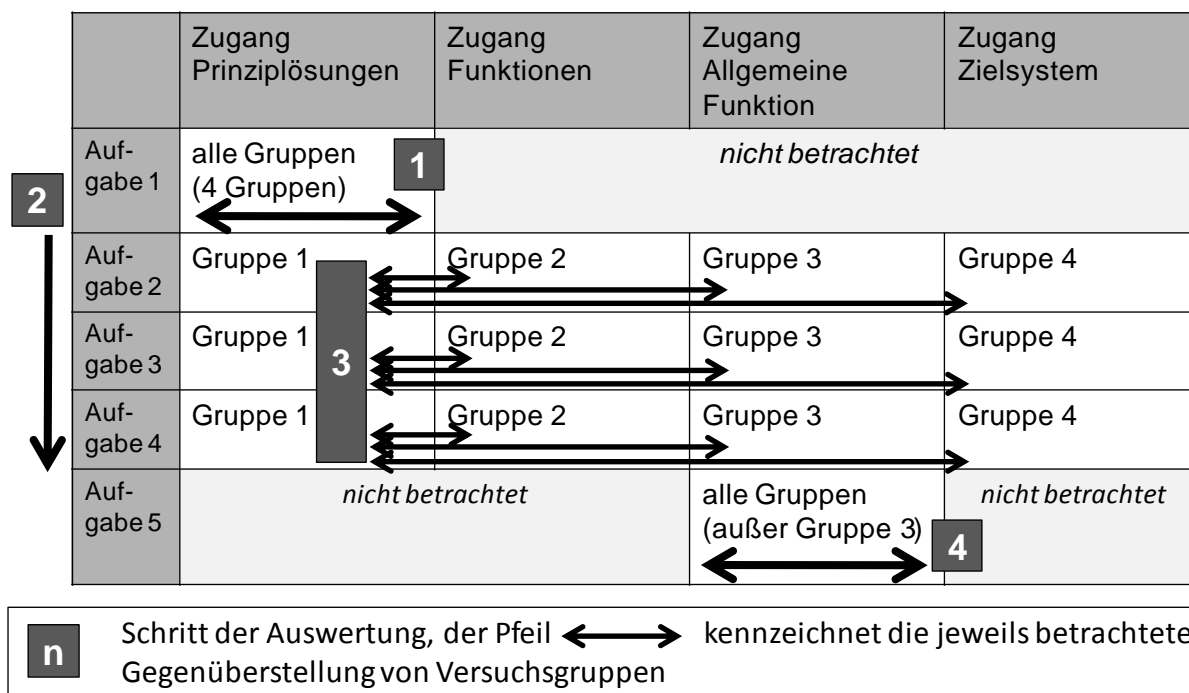 Zugang Prinziplösungen
Zugang Funktionen
Zugang Allgemeine Funktion
Zugang Zielsystem
Auf-
gabe 1
alle Gruppen
(4 Gruppen)
1
nicht betrachtet
2
Auf-
gabe 2
Gruppe 1
Gruppe 2
Gruppe 3
Gruppe 4
Auf-
gabe 3
Gruppe 1
3
Gruppe 2
Gruppe 3
Gruppe 4
Auf-
gabe 4
Gruppe 1
Gruppe 2
Gruppe 3
Gruppe 4
Auf-
gabe 5
nicht betrachtet
alle Gruppen
(außer Gruppe 3)
4
nicht betrachtet
n
Schritt der Auswertung, der Pfeil kennzeichnet die jeweils betrachtete
Gegenüberstellung von Versuchsgruppen